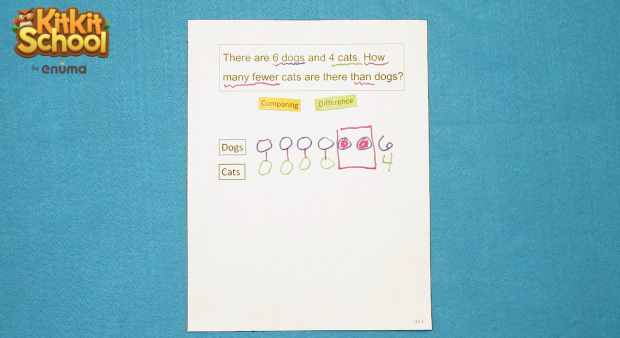 Kitkit
School
by enuma
There are 6 dogs and 4 cats. How
many fewer cats are there than dogs?
Comparing
Difference
Dogs
6
Cats
4